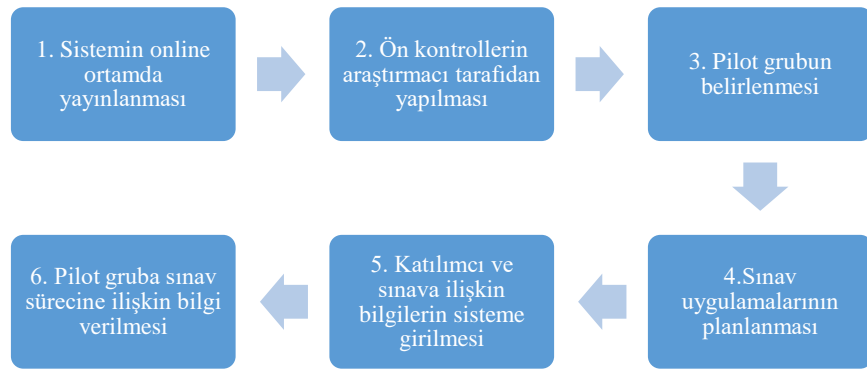 1. Sistemin online
ortamda
yayınlanması
2. Ön kontrollerin
araştırmacı tarafıdan
yapılması
3. Pilot grubun
belirlenmesi
4.Sınav
uygulamalarının
planlanması
5. Katılımcı ve
sınava ilişkin
bilgilerin sisteme
girilmesi
6. Pilot gruba sınav
sürecine ilişkin bilgi
verilmesi